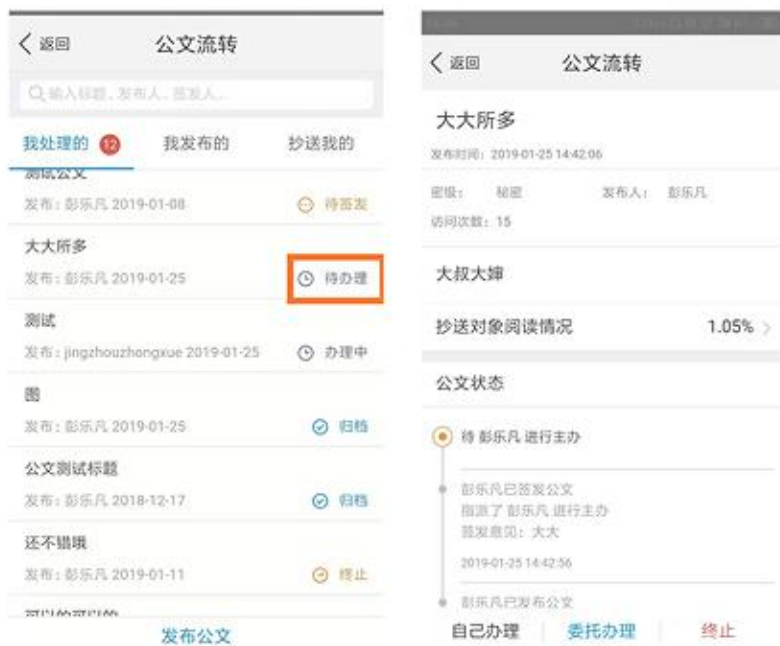 返回
公文流转
输入标题、发布人、签发人...
我处理的 12
我发布的
抄送我的
测试公文
发布：彭乐凡 2019-01-08
待签发
大大所多
发布：彭乐凡 2019-01-25
待办理
测试
发布：jingzhouzhongxue 2019-01-25
办理中
图
发布：彭乐凡 2019-01-25
归档
公文测试标题
发布：彭乐凡 2018-12-17
归档
还不错哦
发布：彭乐凡 2019-01-11
终止
可以的可以的
发布公文
返回
公文流转
大大所多
发布时间：2019-01-25 14:42:06
密级： 秘密
发布人： 彭乐凡
访问次数：15
大叔大婶
抄送对象阅读情况
1.05%
公文状态
待 彭乐凡 进行主办
彭乐凡已签发公文
指派了 彭乐凡 进行主办
签发意见：大大
2019-01-25 14:42:56
彭乐凡已发布公文
自己办理
委托办理
终止